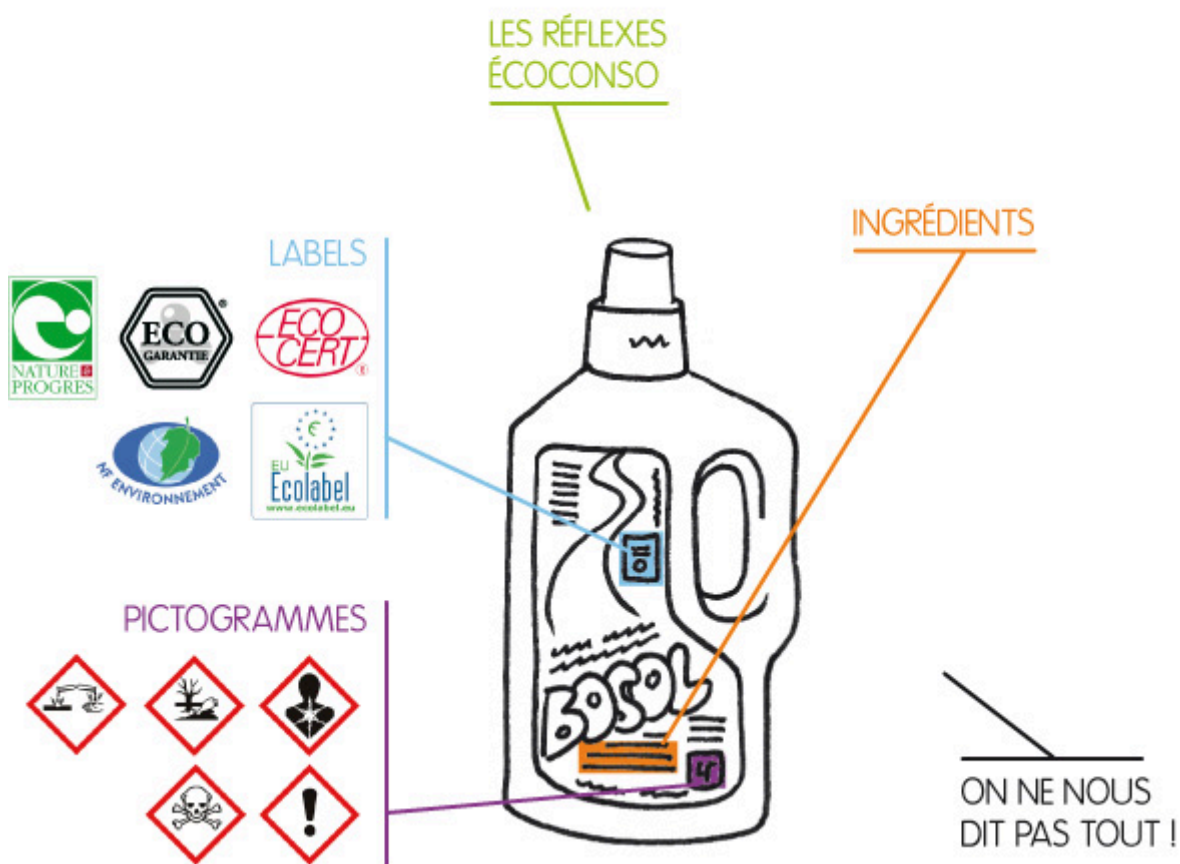 LES RÉFLEXES
ÉCOCONSO
INGRÉDIENTS
LABELS
NATURE &
PROGRES
ECO
GARANTIE
®
ECO
CERT
®
NF ENVIRONNEMENT
EU
Ecolabel
www.ecolabel.eu
PICTOGRAMMES
BOSOL
ON NE NOUS
DIT PAS TOUT !